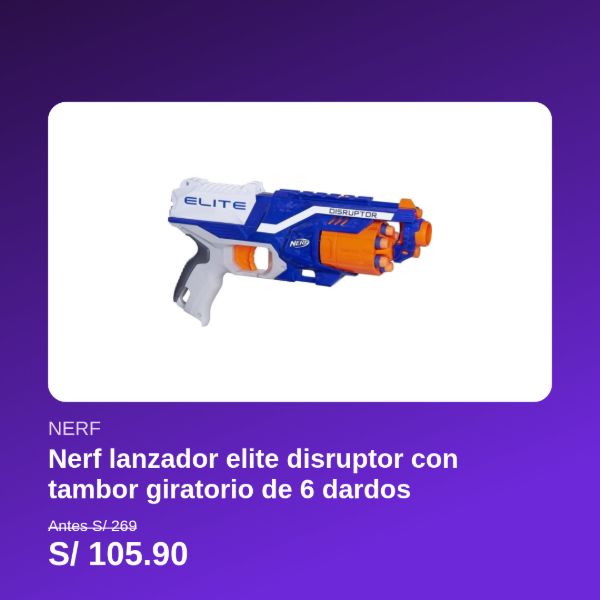 ELITE
DISRUPTOR
NERF
NERF
Nerf lanzador elite disruptor con
tambor giratorio de 6 dardos
Antes S/ 269
S/ 105.90